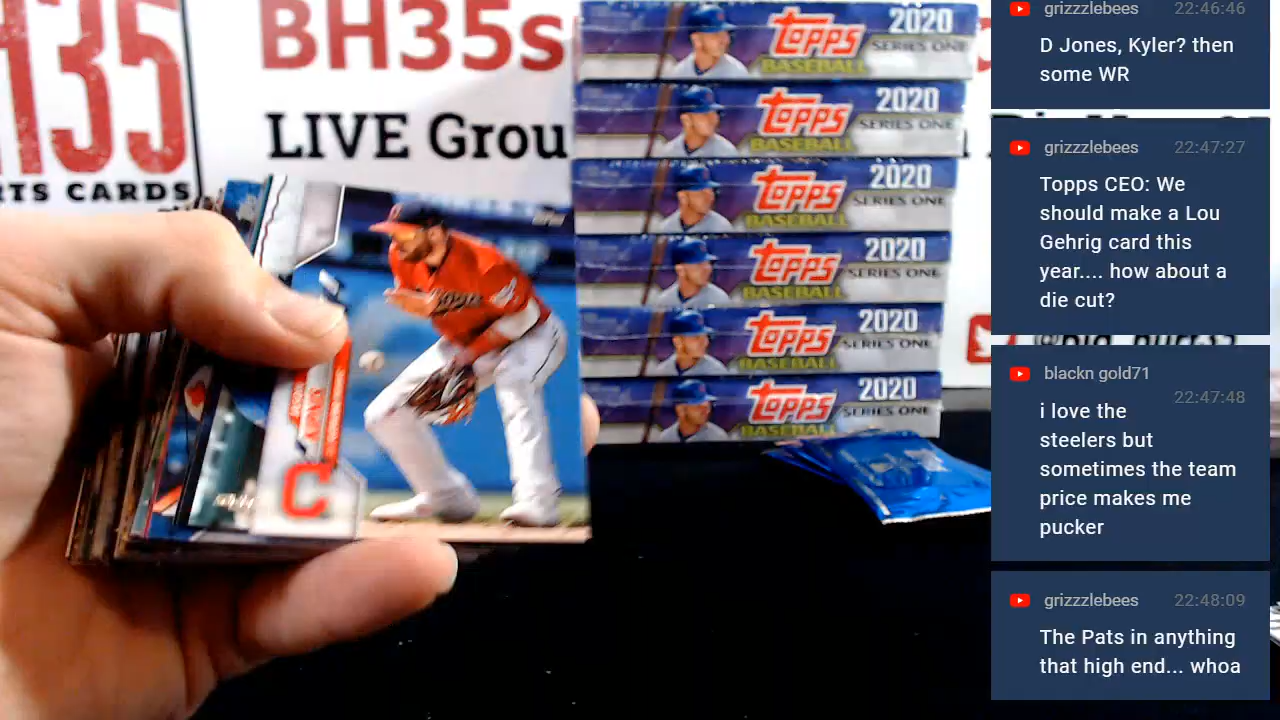 H35
RTS CARDS
BH35s
LIVE Grou
TOPPS
2020
SERIES ONE
BASEBALL
TOPPS
2020
SERIES ONE
BASEBALL
TOPPS
2020
SERIES ONE
BASEBALL
TOPPS
2020
SERIES ONE
BASEBALL
TOPPS
2020
SERIES ONE
BASEBALL
TOPPS
2020
SERIES ONE
BASEBALL
C
grizzzlebees 22:46:46
D Jones, Kyler? then
some WR
grizzzlebees 22:47:27
Topps CEO: We
should make a Lou
Gehrig card this
year.... how about a
die cut?
blackn gold71
22:47:48
i love the
steelers but
sometimes the team
price makes me
pucker
grizzzlebees 22:48:09
The Pats in anything
that high end... whoa